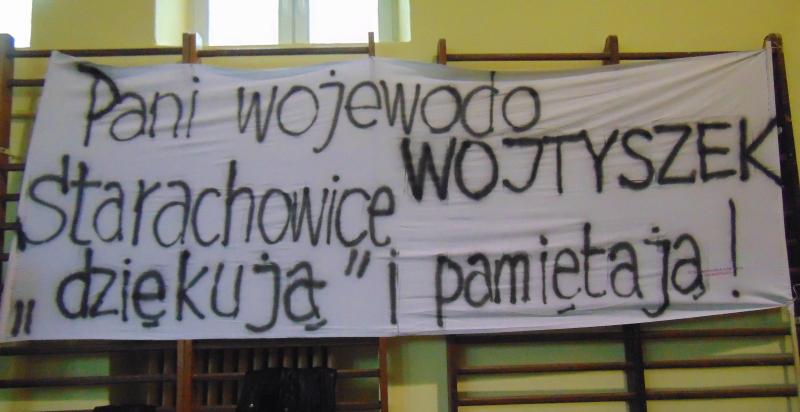 Pani wojewodo
WOJTYSZEK
Starachowice
„dziękują” i pamiętają!